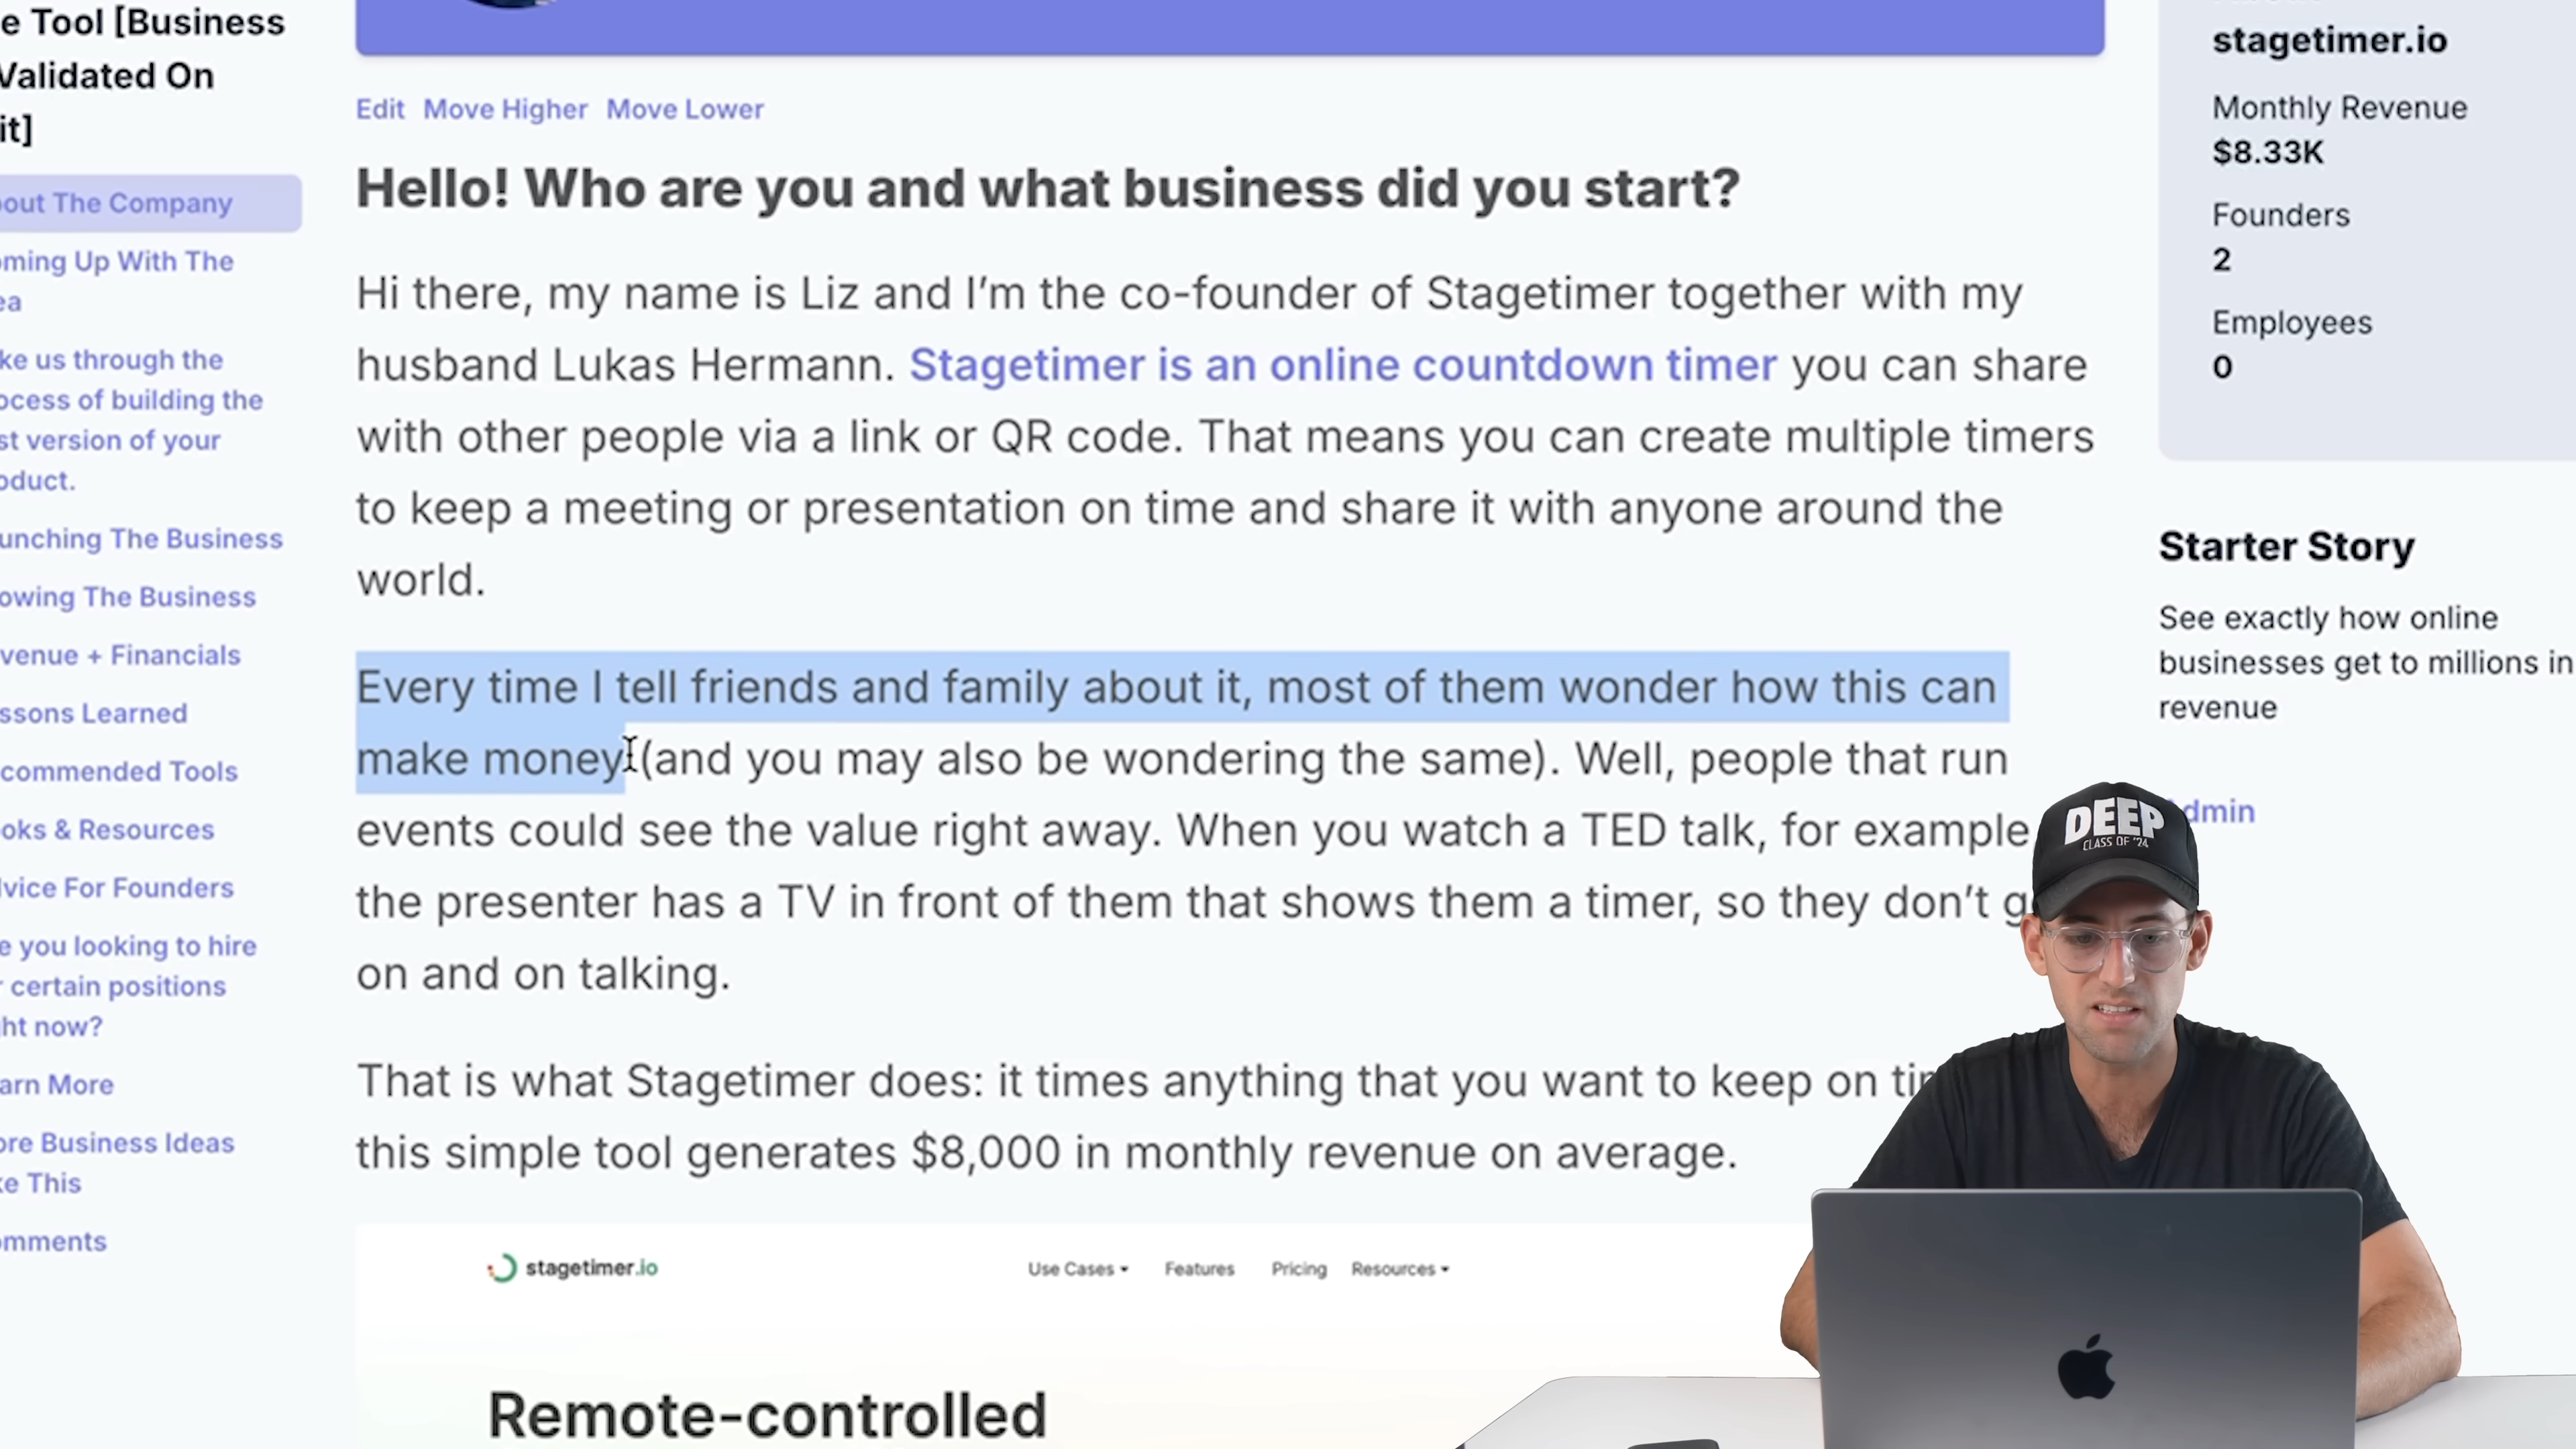 e Tool [Business
Validated On
it]
out The Company
ming Up With The
ea
ke us through the
ocess of building the
st version of your
oduct.
unching The Business
owing The Business
venue + Financials
ssons Learned
commended Tools
oks & Resources
lvice For Founders
e you looking to hire
r certain positions
ght now?
arn More
ore Business Ideas
ke This
omments
Edit Move Higher Move Lower
Hello! Who are you and what business did you start?
Hi there, my name is Liz and I’m the co-founder of Stagetimer together with my
husband Lukas Hermann. Stagetimer is an online countdown timer you can share
with other people via a link or QR code. That means you can create multiple timers
to keep a meeting or presentation on time and share it with anyone around the
world.
Every time I tell friends and family about it, most of them wonder how this can
make money (and you may also be wondering the same). Well, people that run
events could see the value right away. When you watch a TED talk, for example
the presenter has a TV in front of them that shows them a timer, so they don’t g
on and on talking.
That is what Stagetimer does: it times anything that you want to keep on tim
this simple tool generates $8,000 in monthly revenue on average.
stagetimer.io
Use Cases Features Pricing Resources
Remote-controlled
stagetimer.io
Monthly Revenue
$8.33K
Founders
2
Employees
0
Starter Story
See exactly how online
businesses get to millions in
revenue
dmin
DEEP
CLASS OF '24